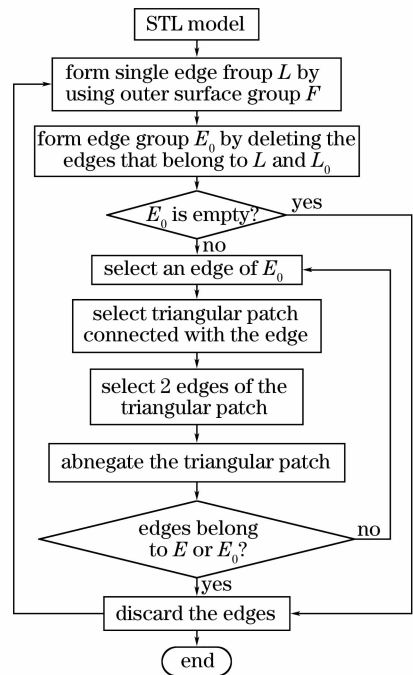 STL model
form single edge froup L by
using outer surface group F
form edge group E₀ by deleting the
edges that belong to L and L₀
E₀ is empty?
yes
no
select an edge of E₀
select triangular patch
connected with the edge
select 2 edges of the
triangular patch
abnegate the triangular patch
edges belong
to E or E₀?
no
yes
discard the edges
end